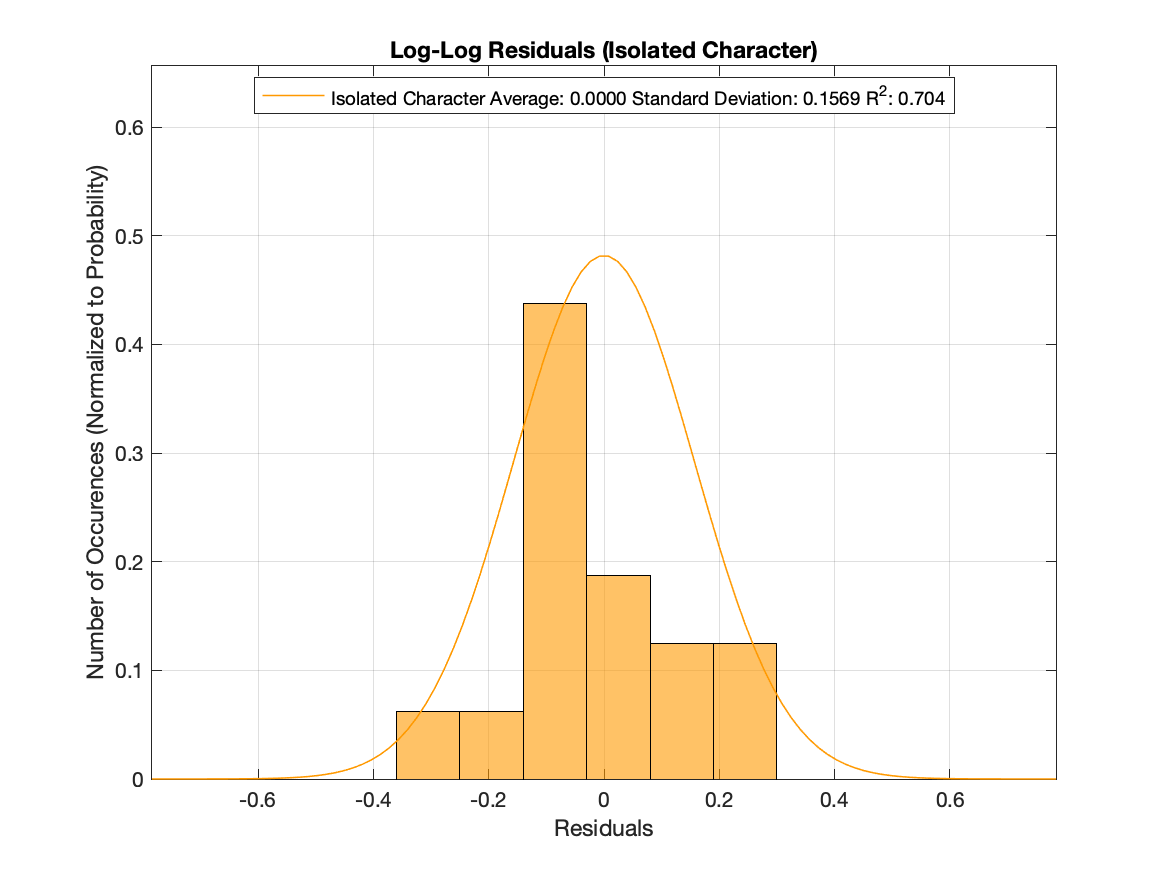 Log-Log Residuals (Isolated Character)
Isolated Character Average: 0.0000 Standard Deviation: 0.1569 R²: 0.704
Number of Occurences (Normalized to Probability)
0.6
0.5
0.4
0.3
0.2
0.1
0
-0.6 -0.4 -0.2 0 0.2 0.4 0.6
Residuals